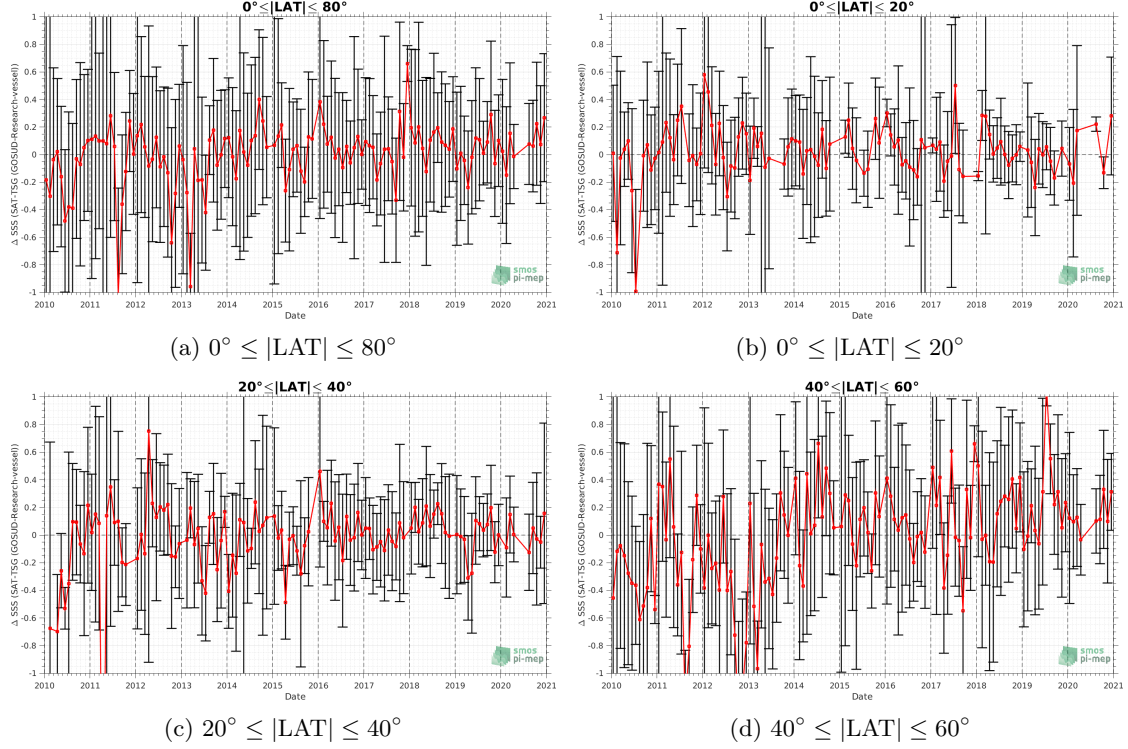 0°≤|LAT|≤ 80°
Δ SSS (SAT-TSG (GOSUD-Research-vessel))
1
0.8
0.6
0.4
0.2
0
-0.2
-0.4
-0.6
-0.8
-1
2010 2011 2012 2013 2014 2015 2016 2017 2018 2019 2020 2021
Date
smos
pi-mep
(a) 0° ≤ |LAT| ≤ 80°
0°≤|LAT|≤ 20°
Δ SSS (SAT-TSG (GOSUD-Research-vessel))
1
0.8
0.6
0.4
0.2
0
-0.2
-0.4
-0.6
-0.8
-1
2010 2011 2012 2013 2014 2015 2016 2017 2018 2019 2020 2021
Date
smos
pi-mep
(b) 0° ≤ |LAT| ≤ 20°
20°≤|LAT|≤ 40°
Δ SSS (SAT-TSG (GOSUD-Research-vessel))
1
0.8
0.6
0.4
0.2
0
-0.2
-0.4
-0.6
-0.8
-1
2010 2011 2012 2013 2014 2015 2016 2017 2018 2019 2020 2021
Date
smos
pi-mep
(c) 20° ≤ |LAT| ≤ 40°
40°≤|LAT|≤ 60°
Δ SSS (SAT-TSG (GOSUD-Research-vessel))
1
0.8
0.6
0.4
0.2
0
-0.2
-0.4
-0.6
-0.8
-1
2010 2011 2012 2013 2014 2015 2016 2017 2018 2019 2020 2021
Date
smos
pi-mep
(d) 40° ≤ |LAT| ≤ 60°